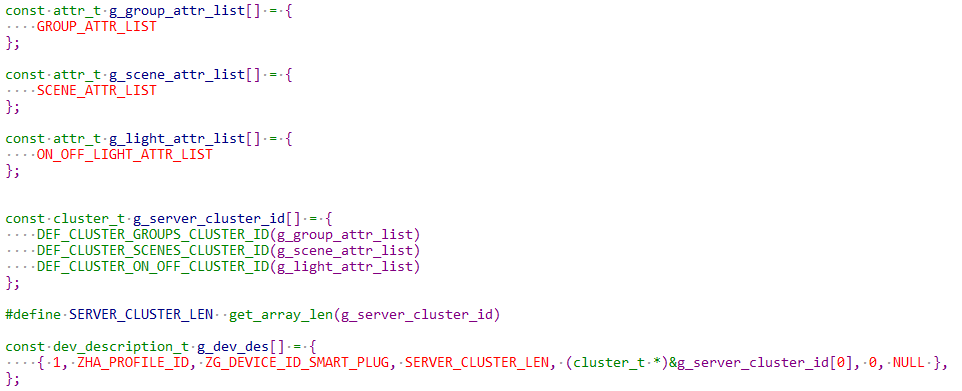 const attr_t g_group_attr_list[] = {
    GROUP_ATTR_LIST
};

const attr_t g_scene_attr_list[] = {
    SCENE_ATTR_LIST
};

const attr_t g_light_attr_list[] = {
    ON_OFF_LIGHT_ATTR_LIST
};


const cluster_t g_server_cluster_id[] = {
    DEF_CLUSTER_GROUPS_CLUSTER_ID(g_group_attr_list)
    DEF_CLUSTER_SCENES_CLUSTER_ID(g_scene_attr_list)
    DEF_CLUSTER_ON_OFF_CLUSTER_ID(g_light_attr_list)
};

#define SERVER_CLUSTER_LEN  get_array_len(g_server_cluster_id)

const dev_description_t g_dev_des[] = {
    { 1, ZHA_PROFILE_ID, ZG_DEVICE_ID_SMART_PLUG, SERVER_CLUSTER_LEN, (cluster_t *)&g_server_cluster_id[0], 0, NULL },
};